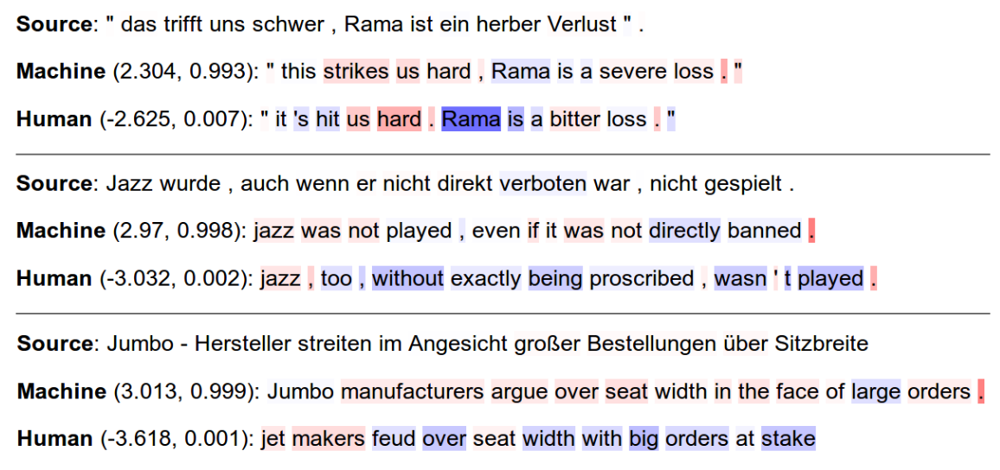 Source: " das trifft uns schwer , Rama ist ein herber Verlust " .
Machine (2.304, 0.993): " this strikes us hard , Rama is a severe loss . "
Human (-2.625, 0.007): " it 's hit us hard . Rama is a bitter loss . "
Source: Jazz wurde , auch wenn er nicht direkt verboten war , nicht gespielt .
Machine (2.97, 0.998): jazz was not played , even if it was not directly banned .
Human (-3.032, 0.002): jazz , too , without exactly being proscribed , wasn ' t played .
Source: Jumbo - Hersteller streiten im Angesicht großer Bestellungen über Sitzbreite
Machine (3.013, 0.999): Jumbo manufacturers argue over seat width in the face of large orders .
Human (-3.618, 0.001): jet makers feud over seat width with big orders at stake